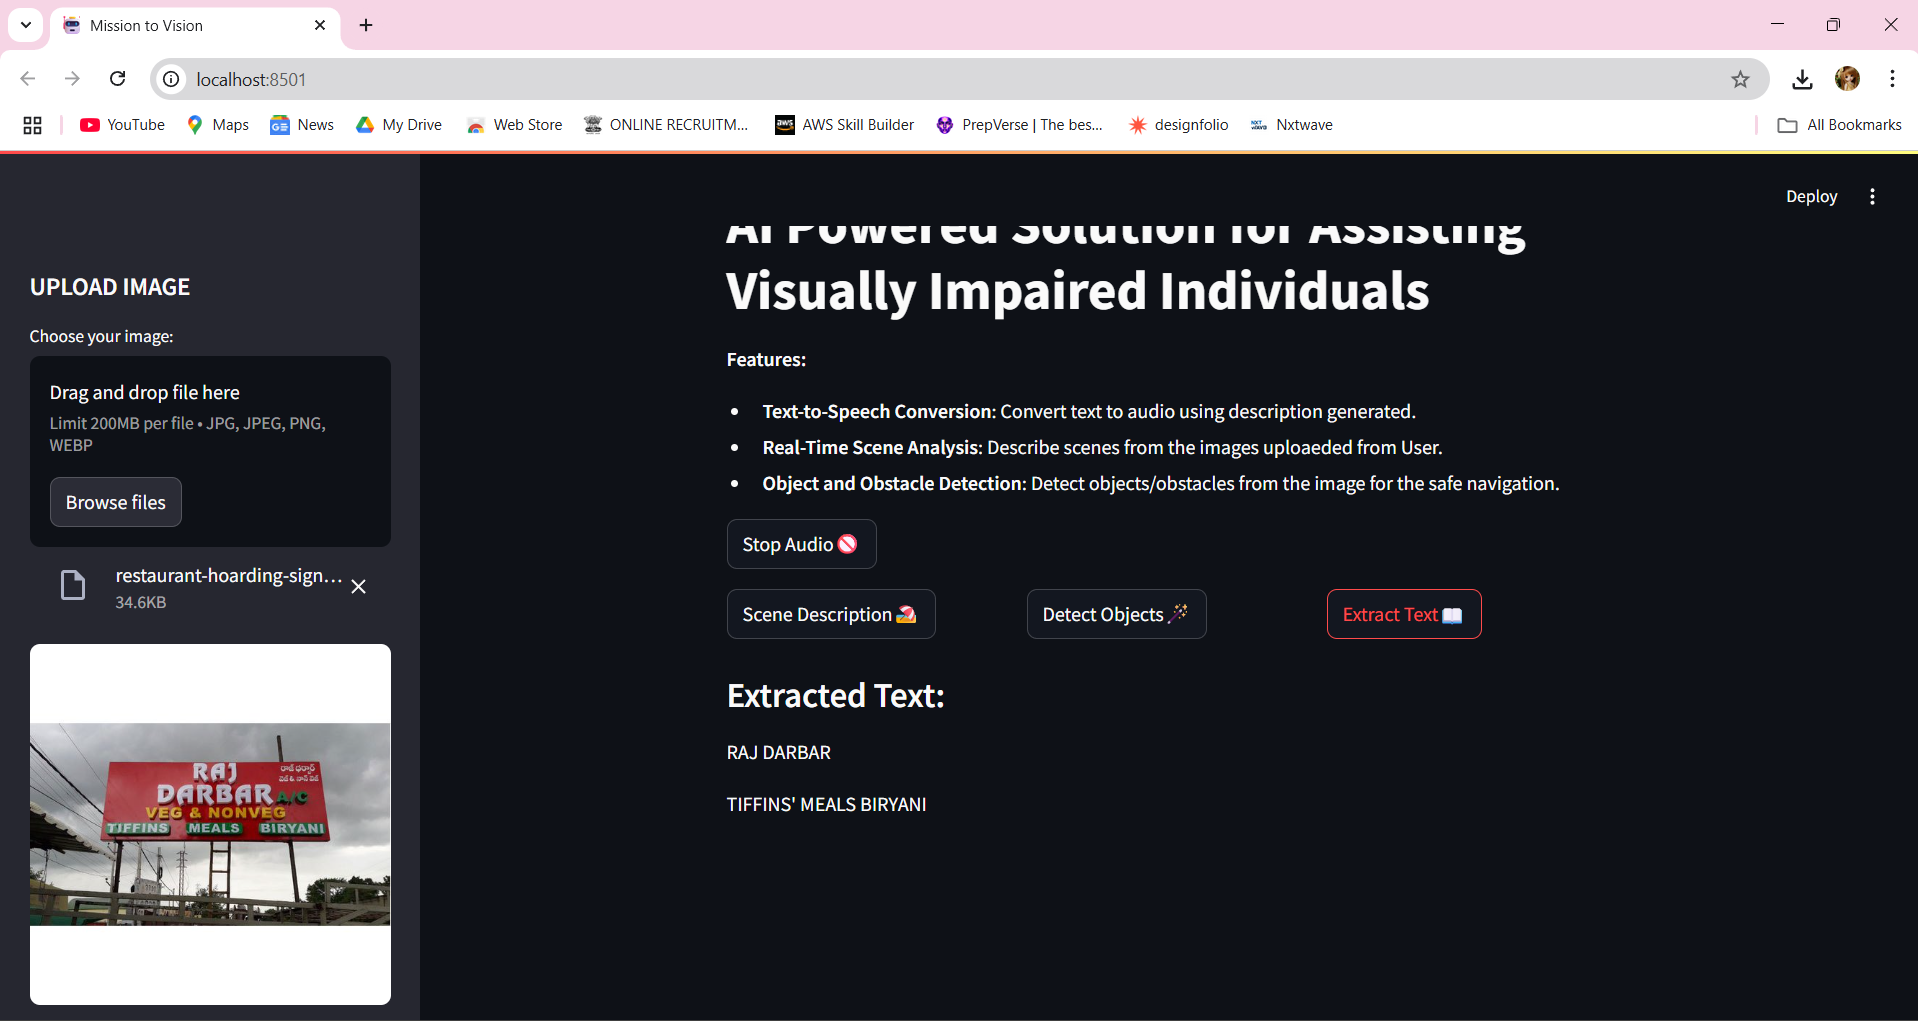 Mission to Vision
localhost:8501
YouTube
Maps
News
My Drive
Web Store
ONLINE RECRUITM...
AWS Skill Builder
PrepVerse | The bes...
designfolio
Nxtwave
All Bookmarks
Deploy
UPLOAD IMAGE
Choose your image:
Drag and drop file here
Limit 200MB per file • JPG, JPEG, PNG,
WEBP
Browse files
restaurant-hoarding-sign...
34.6KB
RAJ
DARBAR A/C
VEG & NONVEG
TIFFINS MEALS BIRYANI
AI Powered Solution for Assisting
Visually Impaired Individuals
Features:
• Text-to-Speech Conversion: Convert text to audio using description generated.
• Real-Time Scene Analysis: Describe scenes from the images uploaeded from User.
• Object and Obstacle Detection: Detect objects/obstacles from the image for the safe navigation.
Stop Audio
Scene Description
Detect Objects
Extract Text
Extracted Text:
RAJ DARBAR
TIFFINS' MEALS BIRYANI